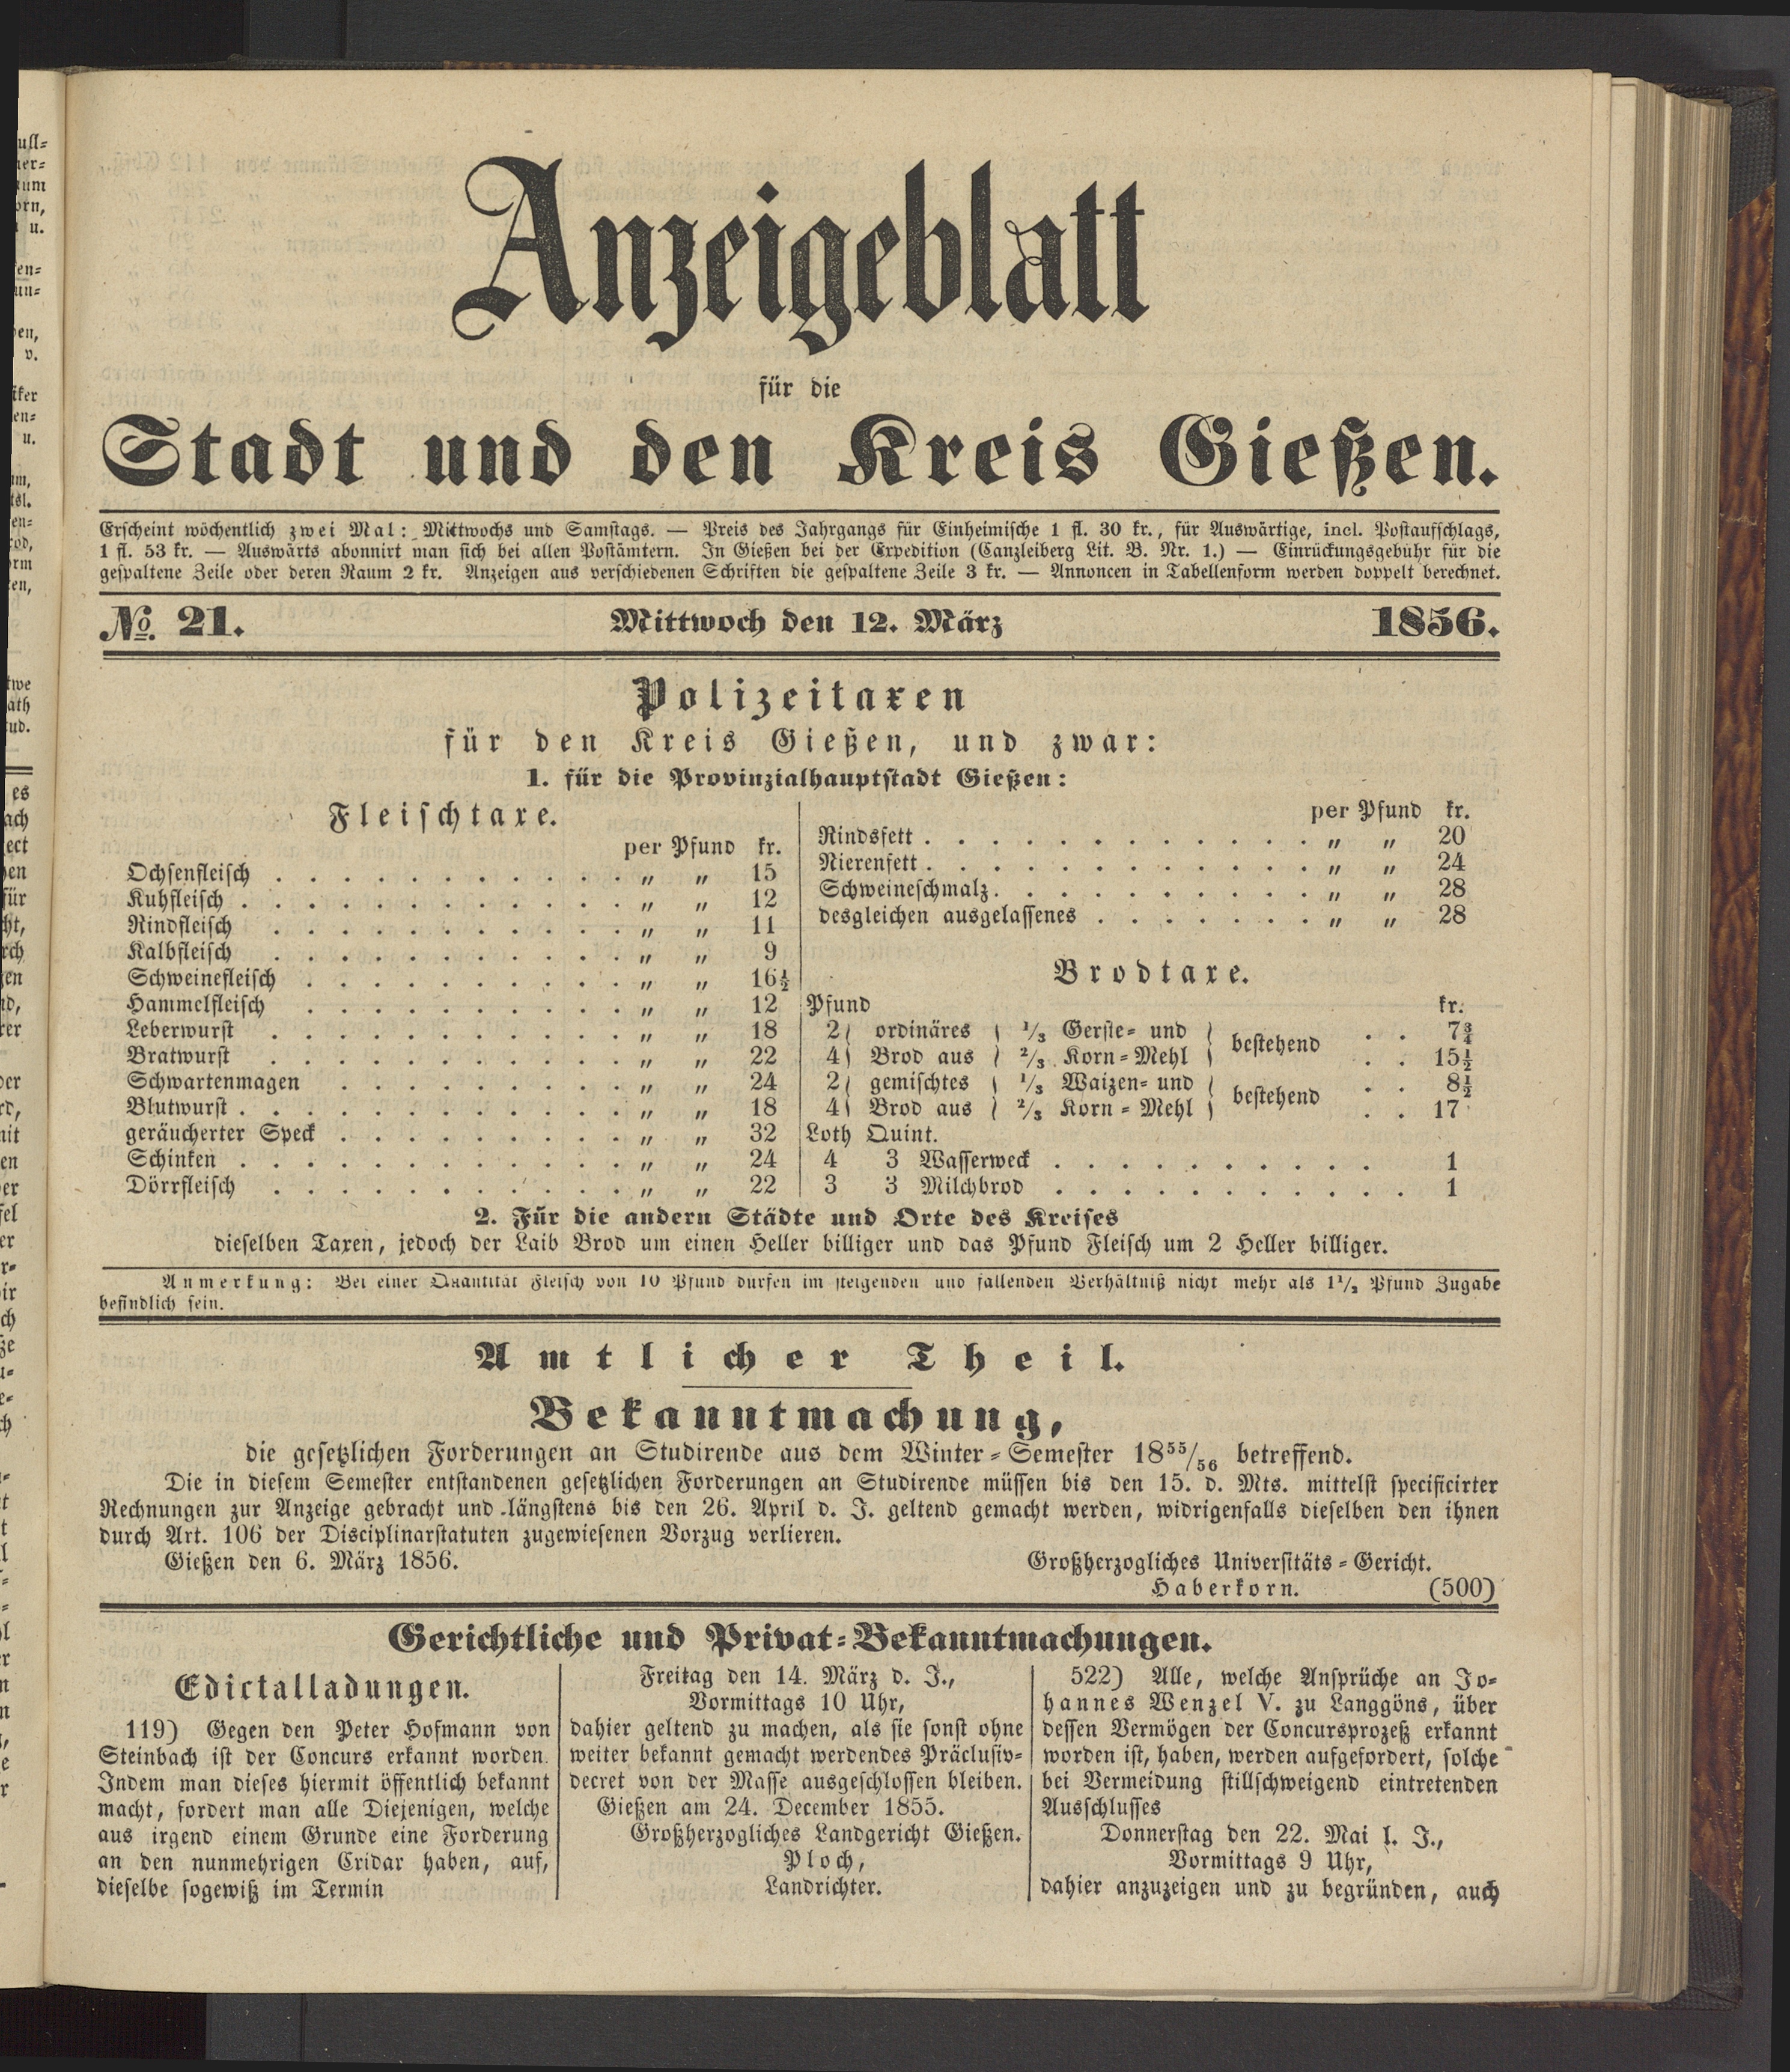 Anzeigeblatt
für die
Stadt und den Kreis Gießen.
Erscheint wöchentlich zwei Mal: Mittwochs und Samstags. — Preis des Jahrgangs für Einheimische 1 fl. 30 kr., für Auswärtige, incl. Postaufschlags,
1 fl. 53 kr. — Auswärts abonnirt man sich bei allen Postämtern. In Gießen bei der Expedition (Canzleiberg Lit. B. Nr. 1.) — Einrückungsgebühr für die
gespaltene Zeile oder deren Raum 2 kr. Anzeigen aus verschiedenen Schriften die gespaltene Zeile 3 kr. — Annoncen in Tabellenform werden doppelt berechnet.
No. 21. Mittwoch den 12. März 1856.
Polizeitaxen
für den Kreis Gießen, und zwar:
1. für die Provinzialhauptstadt Gießen:
Fleischtaxe.
per Pfund kr.
Ochsenfleisch . . . . . . . . . . . „ „ 15
Kuhfleisch . . . . . . . . . . . . „ „ 12
Rindfleisch . . . . . . . . . . . „ „ 11
Kalbfleisch . . . . . . . . . . . „ „ 9
Schweinefleisch . . . . . . . . . . „ „ 16½
Hammelfleisch . . . . . . . . . . „ „ 12
Leberwurst . . . . . . . . . . . „ „ 18
Bratwurst . . . . . . . . . . . „ „ 22
Schwartenmagen . . . . . . . . . „ „ 24
Blutwurst . . . . . . . . . . . . „ „ 18
geräucherter Speck . . . . . . . . . „ „ 32
Schinken . . . . . . . . . . . . „ „ 24
Dörrfleisch . . . . . . . . . . . „ „ 22
per Pfund kr.
Rindsfett . . . . . . . . . . . . „ „ 20
Nierenfett . . . . . . . . . . . . „ „ 24
Schweineschmalz . . . . . . . . . . „ „ 28
desgleichen ausgelassenes . . . . . . . „ „ 28
Brodtaxe.
Pfund kr.
2 } ordinäres { 1/3 Gerste= und } bestehend . . 7¾
4 } Brod aus { 2/3 Korn=Mehl } . . 15½
2 } gemischtes { 1/3 Waizen= und } bestehend . . 8½
4 } Brod aus { 2/3 Korn=Mehl } . . 17
Loth Quint.
4 3 Wasserweck . . . . . . . . . . 1
3 3 Milchbrod . . . . . . . . . . . 1
2. Für die andern Städte und Orte des Kreises
dieselben Taxen, jedoch der Laib Brod um einen Heller billiger und das Pfund Fleisch um 2 Heller billiger.
Anmerkung: Bei einer Quantität Fleisch von 10 Pfund dürfen im steigenden und fallenden Verhältniß nicht mehr als 1½ Pfund Zugabe
befindlich sein.
Amtlicher Theil.
Bekanntmachung,
die gesetzlichen Forderungen an Studirende aus dem Winter=Semester 18⁵⁵/₅₆ betreffend.
Die in diesem Semester entstandenen gesetzlichen Forderungen an Studirende müssen bis den 15. d. Mts. mittelst specificirter
Rechnungen zur Anzeige gebracht und längstens bis den 26. April d. J. geltend gemacht werden, widrigenfalls dieselben den ihnen
durch Art. 106 der Disciplinarstatuten zugewiesenen Vorzug verlieren.
Gießen den 6. März 1856. Großherzogliches Universitäts=Gericht.
Haberkorn. (500)
Gerichtliche und Privat=Bekanntmachungen.
Edictalladungen.
119) Gegen den Peter Hofmann von
Steinbach ist der Concurs erkannt worden.
Indem man dieses hiermit öffentlich bekannt
macht, fordert man alle Diejenigen, welche
aus irgend einem Grunde eine Forderung
an den nunmehrigen Cridar haben, auf,
dieselbe sogewiß im Termin
Freitag den 14. März d. J.,
Vormittags 10 Uhr,
dahier geltend zu machen, als sie sonst ohne
weiter bekannt gemacht werdendes Präclusiv=
decret von der Masse ausgeschlossen bleiben.
Gießen am 24. December 1855.
Großherzogliches Landgericht Gießen.
Ploch,
Landrichter.
522) Alle, welche Ansprüche an Jo=
hannes Wenzel V. zu Langgöns, über
dessen Vermögen der Concursprozeß erkannt
worden ist, haben, werden aufgefordert, solche
bei Vermeidung stillschweigend eintretenden
Ausschlusses
Donnerstag den 22. Mai l. J.,
Vormittags 9 Uhr,
dahier anzuzeigen und zu begründen, auch